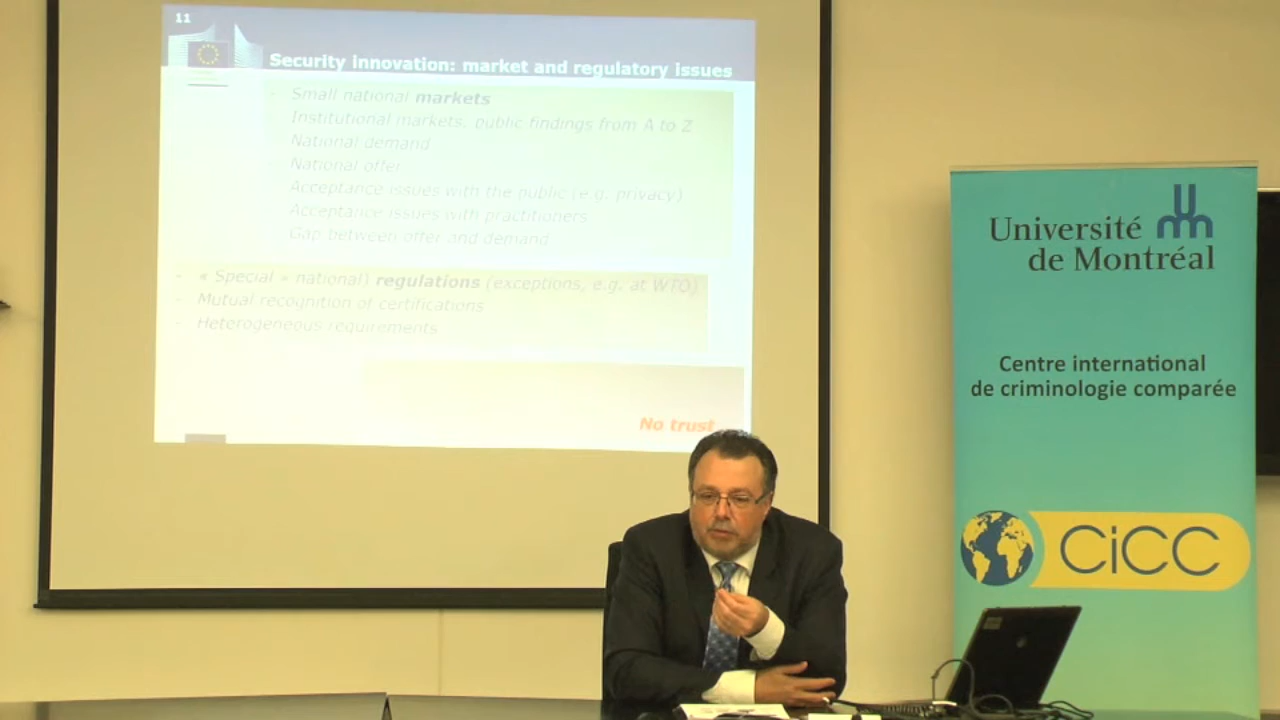 11
Security innovation: market and regulatory issues
- Small national markets
Institutional markets, public findings from A to Z
National demand
- National offer
Acceptance issues with the public (e.g. privacy)
- Acceptance issues with practitioners
Gap between offer and demand
- « Special » national) regulations (exceptions, e.g. at WTO)
- Mutual recognition of certifications
- Heterogeneous requirements
No trust
Université
de Montréal
Centre international
de criminologie comparée
CiCC